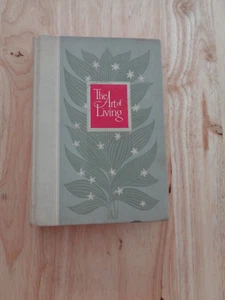 The
Art of
Living